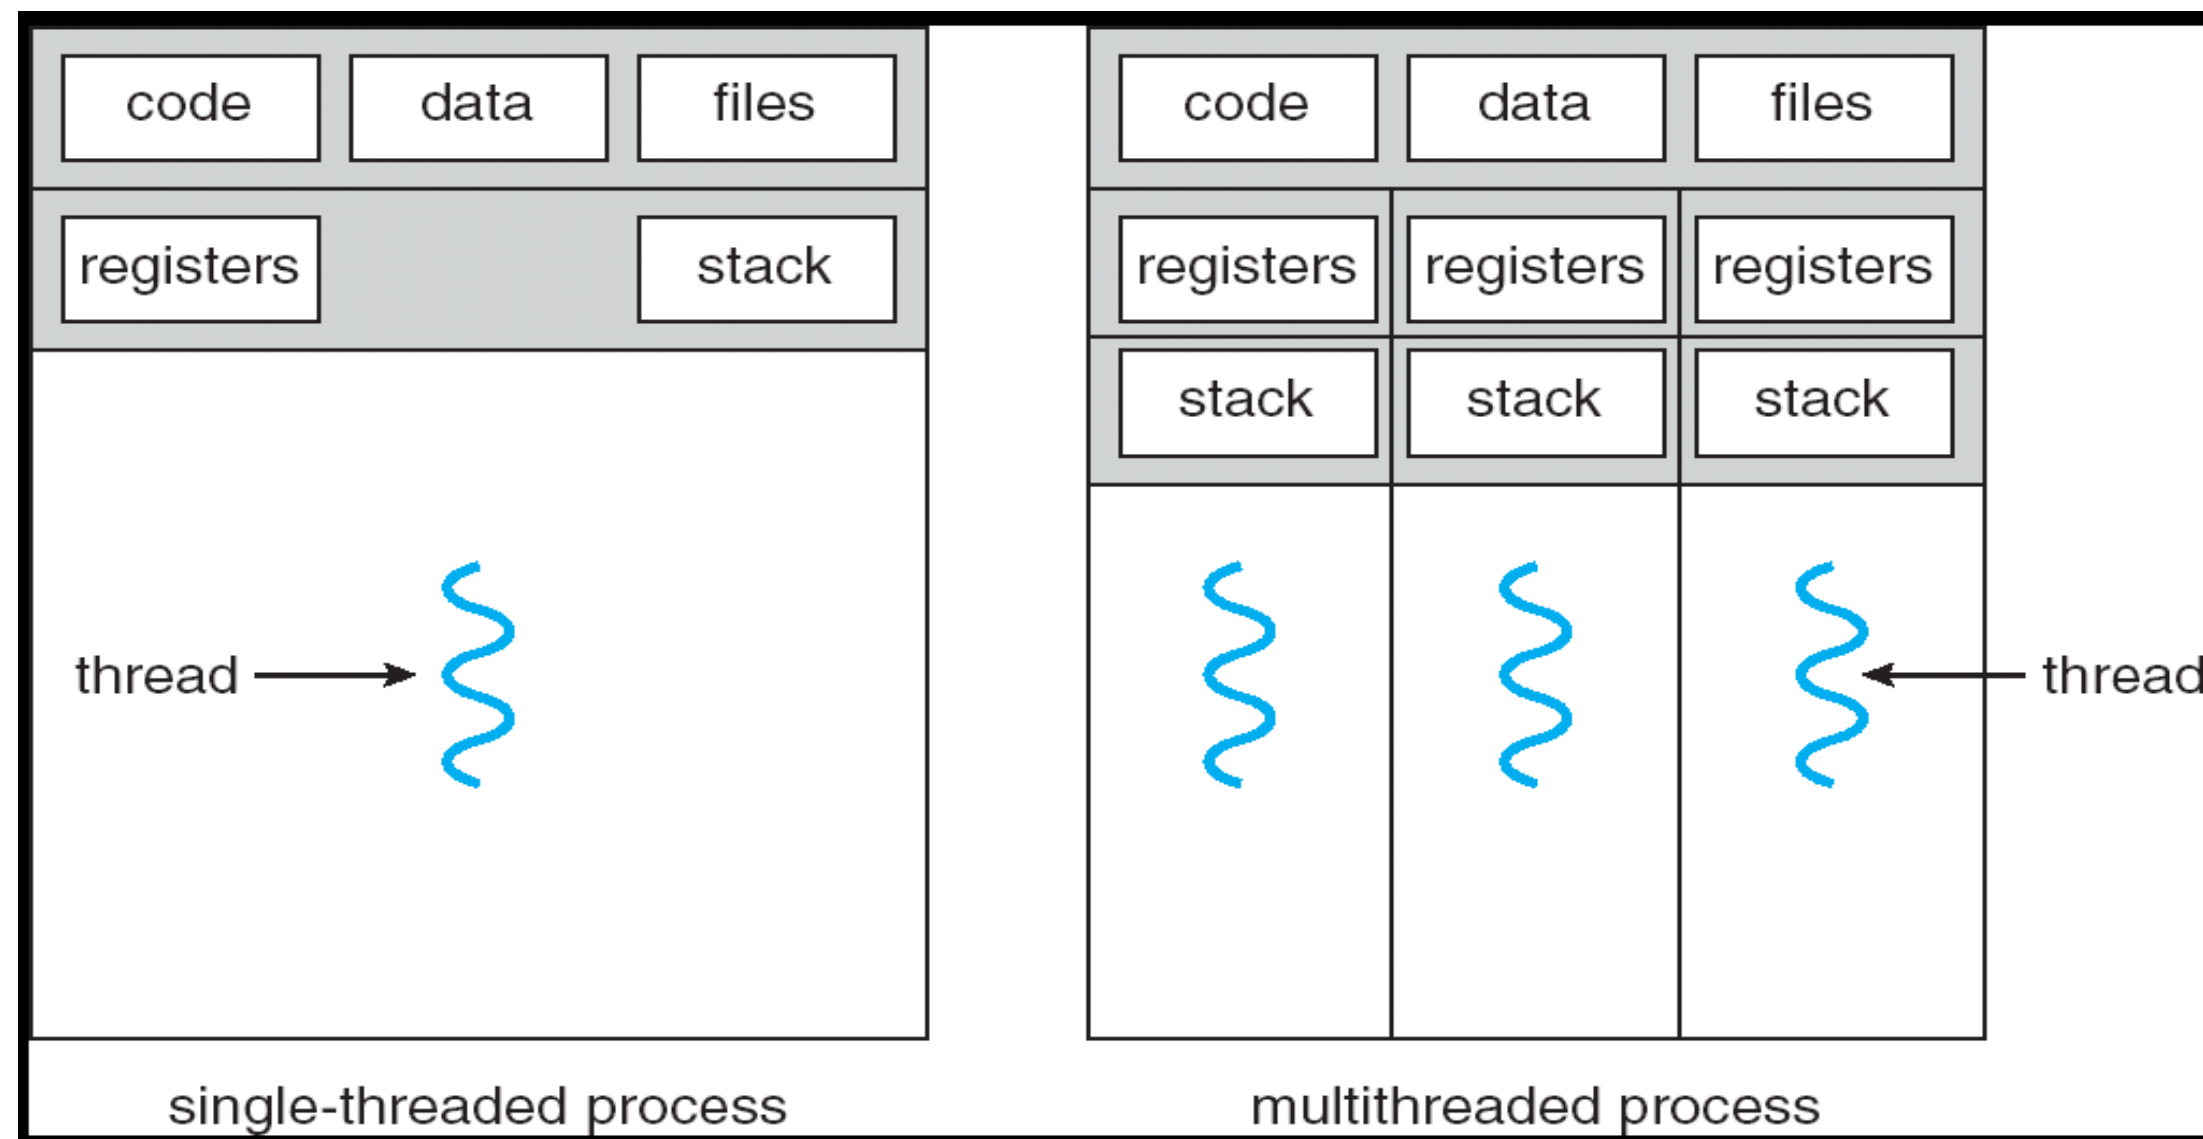 code data files
registers stack
thread
single-threaded process
code data files
registers registers registers
stack stack stack
thread
multithreaded process